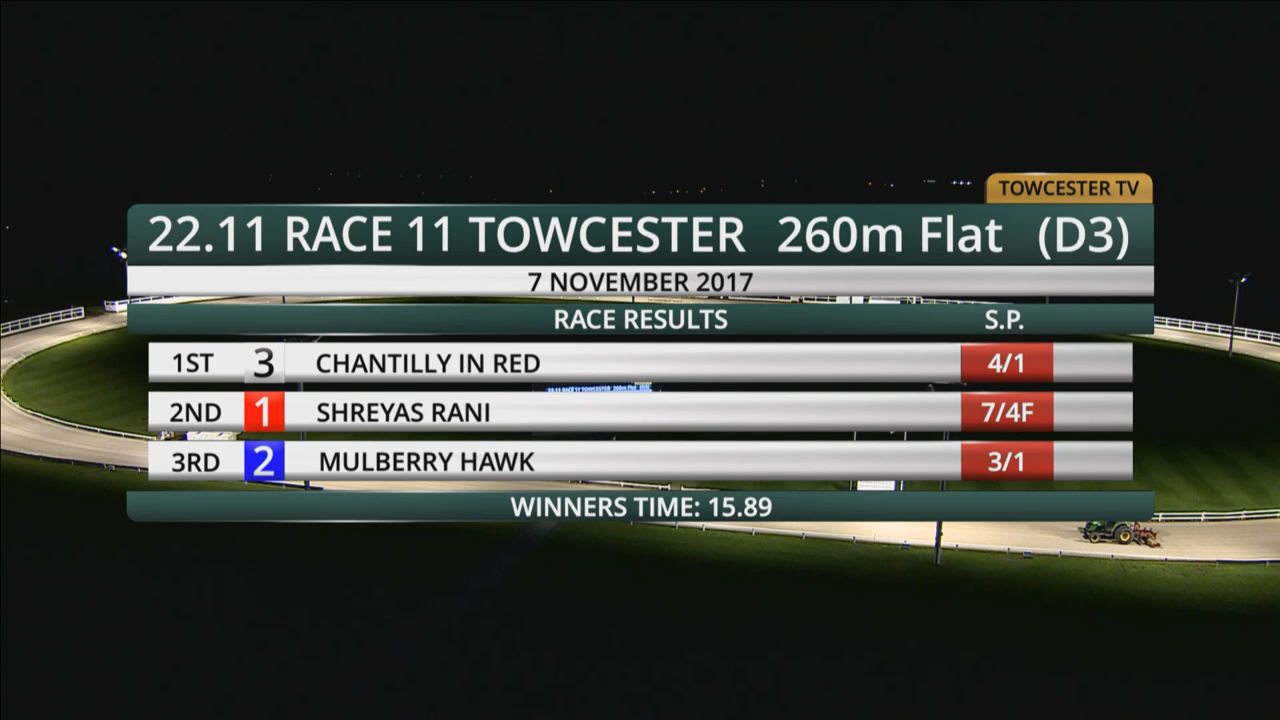 TOWCESTER TV
22.11 RACE 11 TOWCESTER 260m Flat (D3)
7 NOVEMBER 2017
RACE RESULTS S.P.
1ST 3 CHANTILLY IN RED 4/1
2ND 1 SHREYAS RANI 7/4F
3RD 2 MULBERRY HAWK 3/1
WINNERS TIME: 15.89